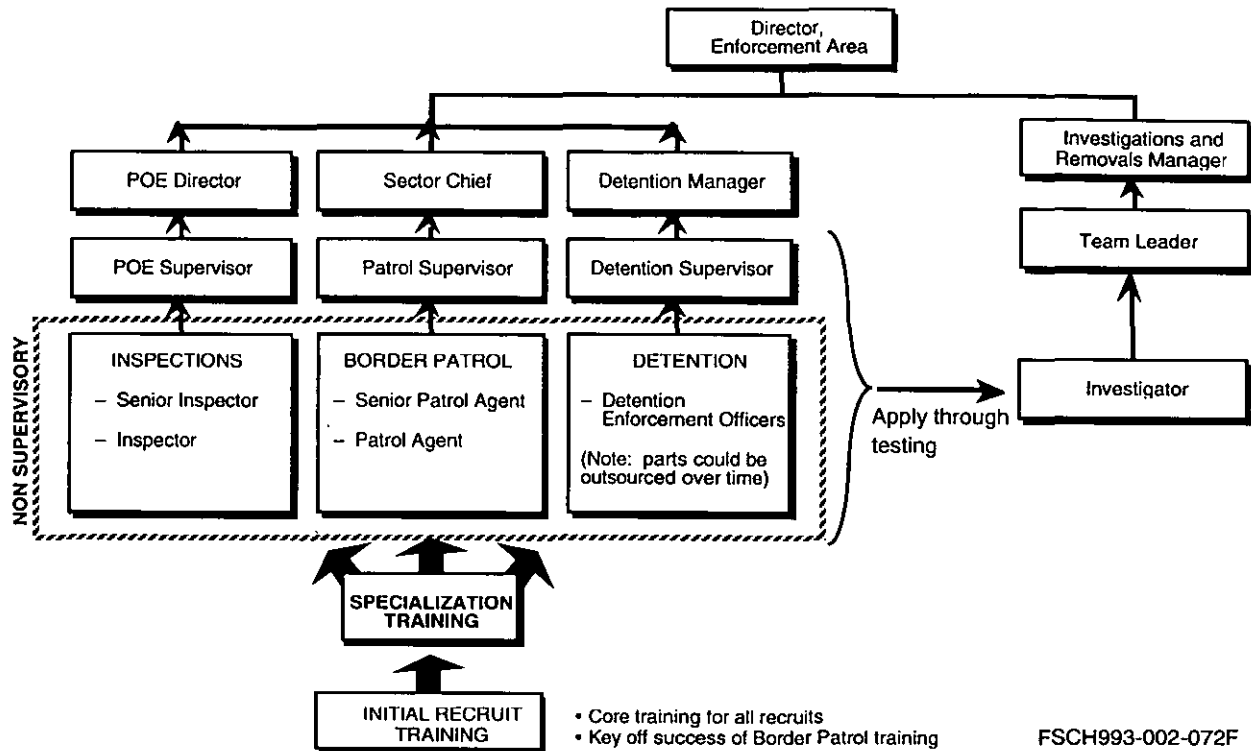 Director,
Enforcement Area
POE Director
Sector Chief
Detention Manager
Investigations and
Removals Manager
POE Supervisor
Patrol Supervisor
Detention Supervisor
Team Leader
NON SUPERVISORY
INSPECTIONS
– Senior Inspector
– Inspector
BORDER PATROL
– Senior Patrol Agent
– Patrol Agent
DETENTION
– Detention
Enforcement Officers
(Note: parts could be
outsourced over time)
Apply through
testing
Investigator
SPECIALIZATION
TRAINING
INITIAL RECRUIT
TRAINING
• Core training for all recruits
• Key off success of Border Patrol training
FSCH993-002-072F